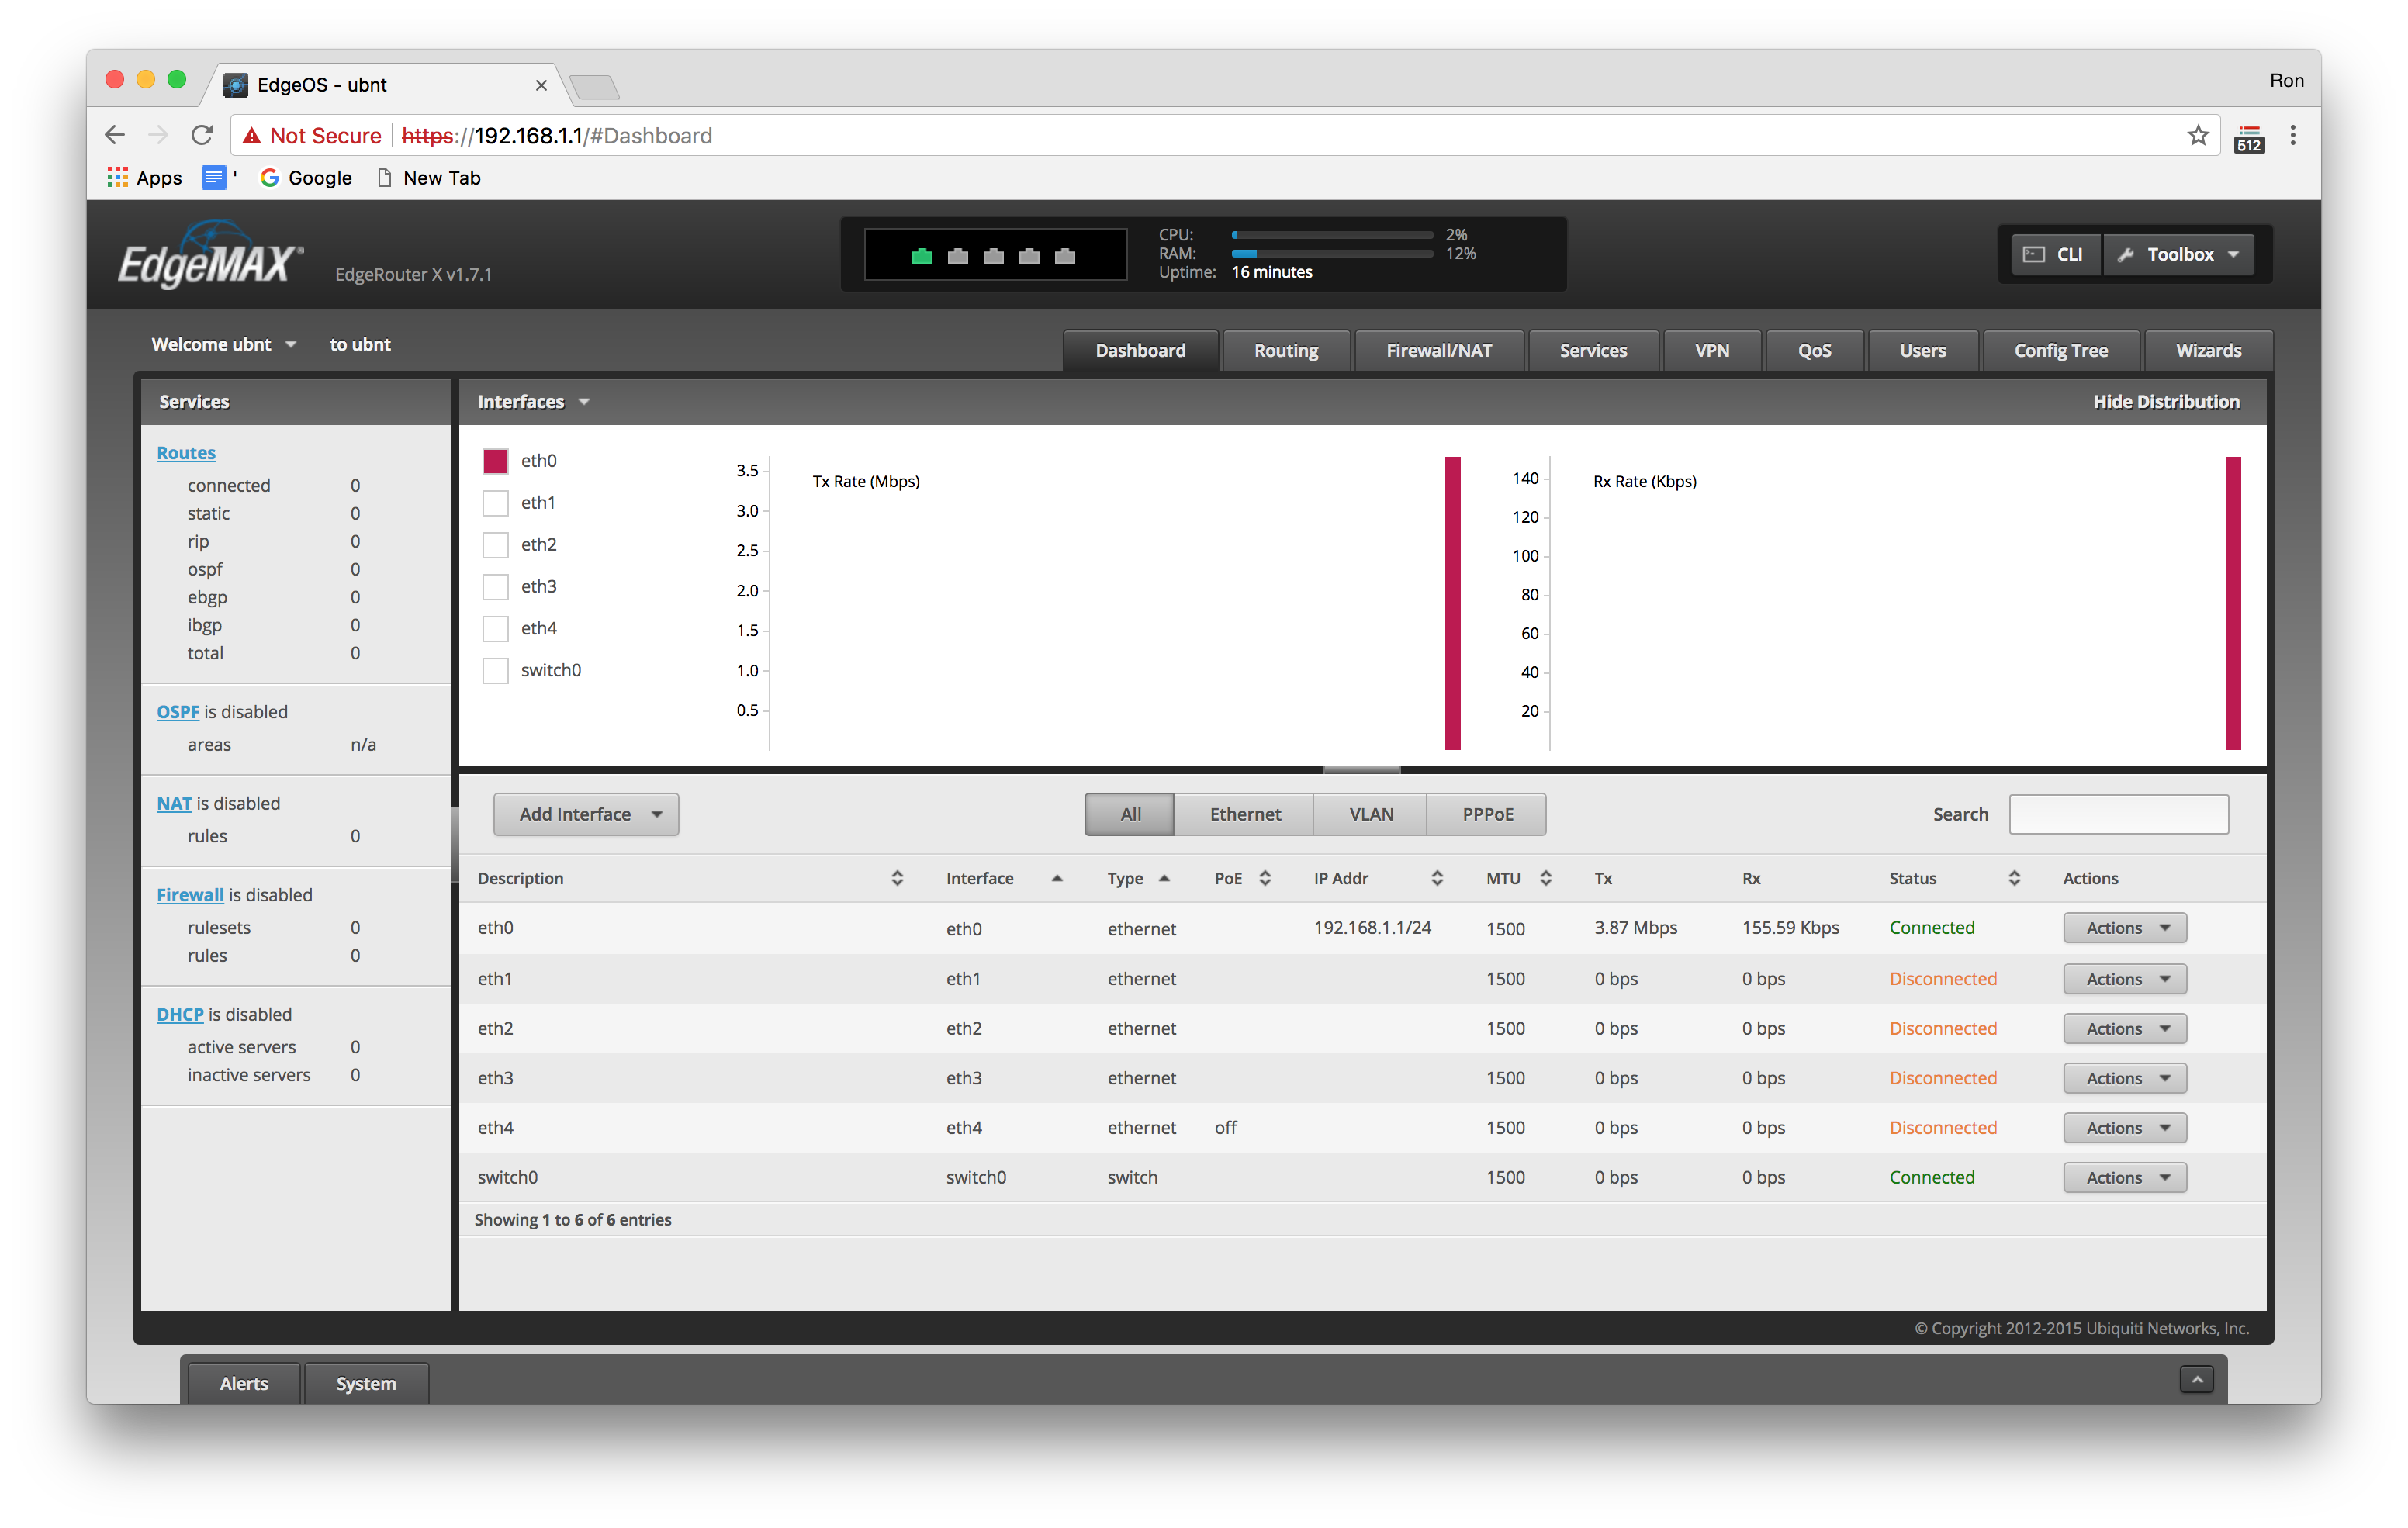 EdgeOS - ubnt
Ron
Not Secure https://192.168.1.1/#Dashboard
512
Apps ' Google New Tab
EdgeMAX® EdgeRouter X v1.7.1
CPU: 2%
RAM: 12%
Uptime: 16 minutes
CLI Toolbox
Welcome ubnt to ubnt
Dashboard Routing Firewall/NAT Services VPN QoS Users Config Tree Wizards
Services
Routes
connected 0
static 0
rip 0
ospf 0
ebgp 0
ibgp 0
total 0
OSPF is disabled
areas n/a
NAT is disabled
rules 0
Firewall is disabled
rulesets 0
rules 0
DHCP is disabled
active servers 0
inactive servers 0
Interfaces Hide Distribution
eth0
eth1
eth2
eth3
eth4
switch0
Tx Rate (Mbps)
3.5
3.0
2.5
2.0
1.5
1.0
0.5
Rx Rate (Kbps)
140
120
100
80
60
40
20
Add Interface All Ethernet VLAN PPPoE Search
Description Interface Type PoE IP Addr MTU Tx Rx Status Actions
eth0 eth0 ethernet 192.168.1.1/24 1500 3.87 Mbps 155.59 Kbps Connected Actions
eth1 eth1 ethernet 1500 0 bps 0 bps Disconnected Actions
eth2 eth2 ethernet 1500 0 bps 0 bps Disconnected Actions
eth3 eth3 ethernet 1500 0 bps 0 bps Disconnected Actions
eth4 eth4 ethernet off 1500 0 bps 0 bps Disconnected Actions
switch0 switch0 switch 1500 0 bps 0 bps Connected Actions
Showing 1 to 6 of 6 entries
© Copyright 2012-2015 Ubiquiti Networks, Inc.
Alerts System